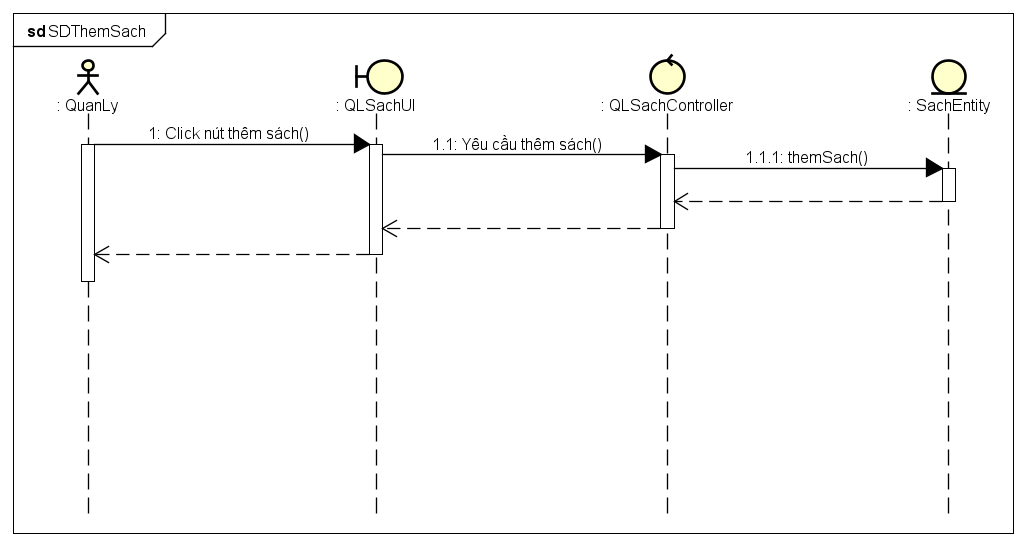 sd SDThemSach
: QuanLy
: QLSachUI
: QLSachController
: SachEntity
1: Click nút thêm sách()
1.1: Yêu cầu thêm sách()
1.1.1: themSach()